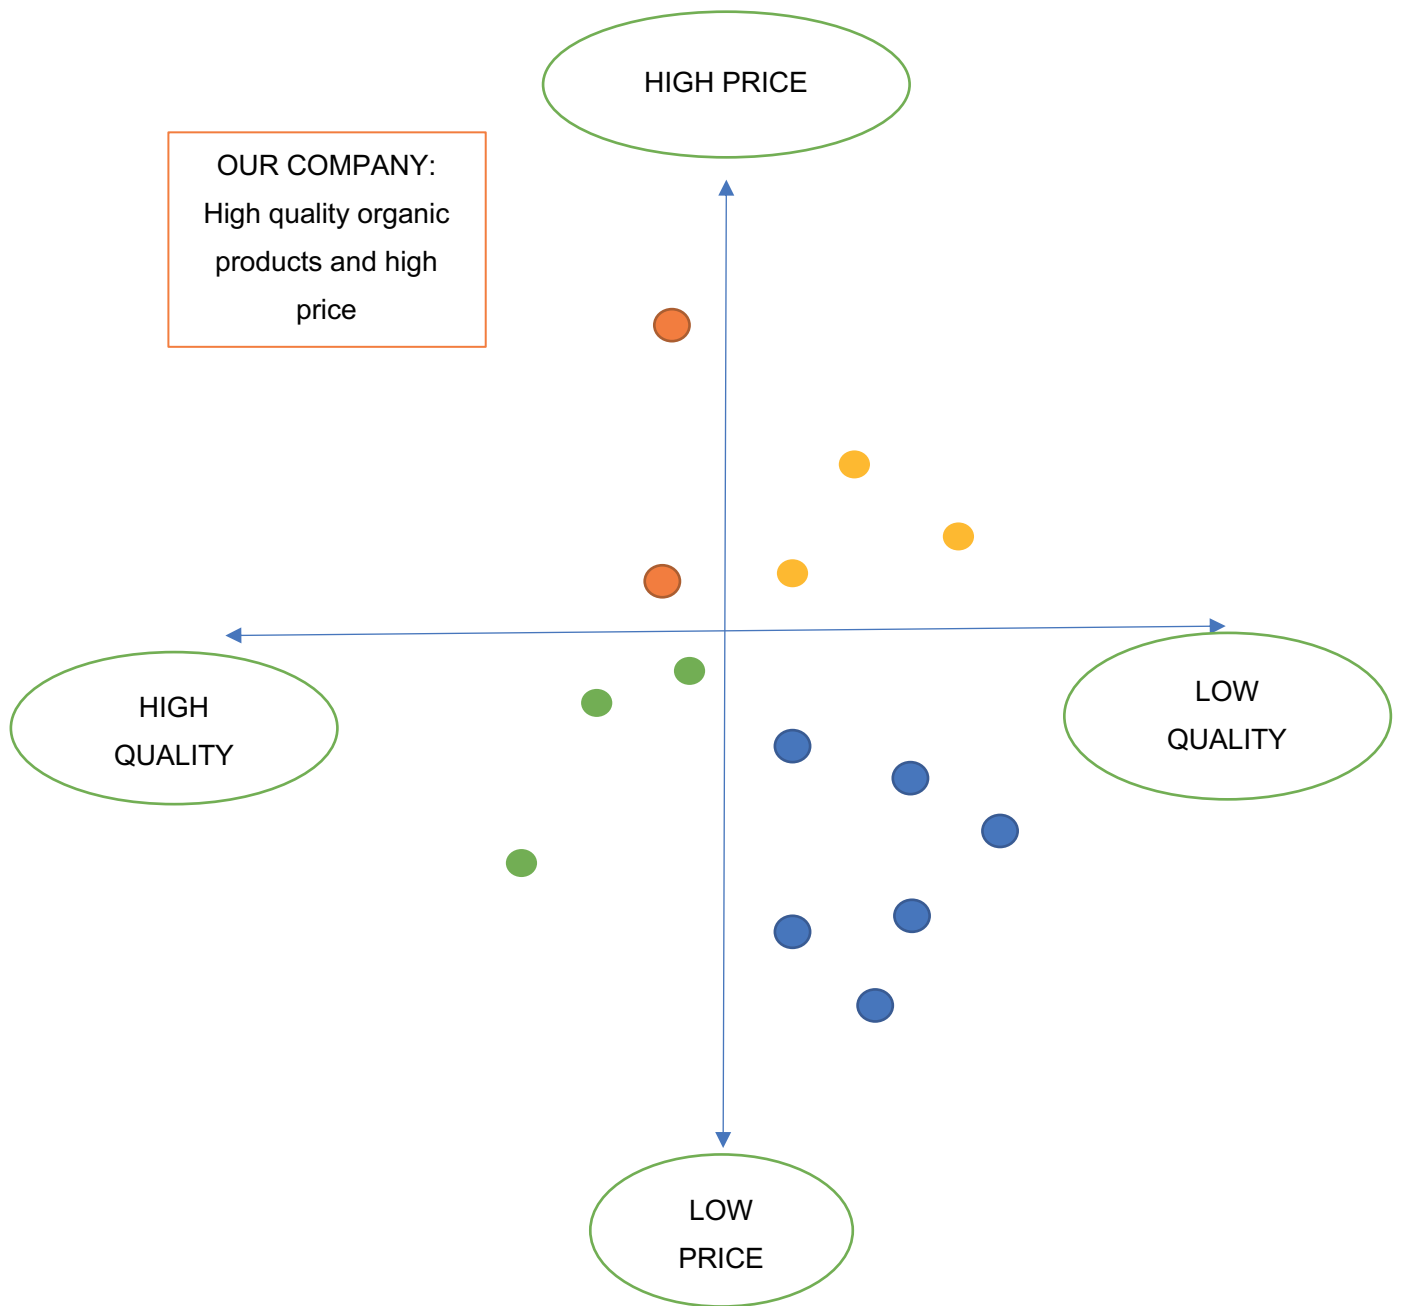 HIGH PRICE
OUR COMPANY:
High quality organic
products and high
price
HIGH
QUALITY
LOW
QUALITY
LOW
PRICE